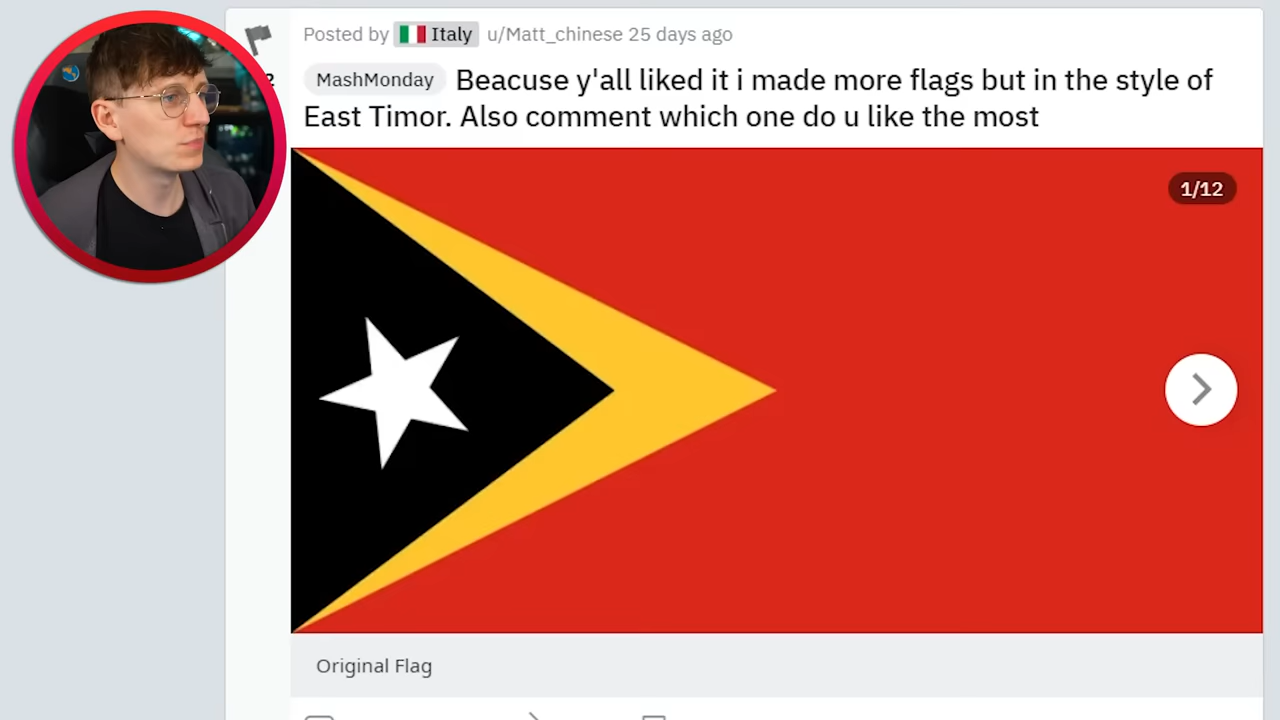 Posted by Italy u/Matt_chinese 25 days ago
MashMonday Beacuse y'all liked it i made more flags but in the style of
East Timor. Also comment which one do u like the most
1/12
Original Flag